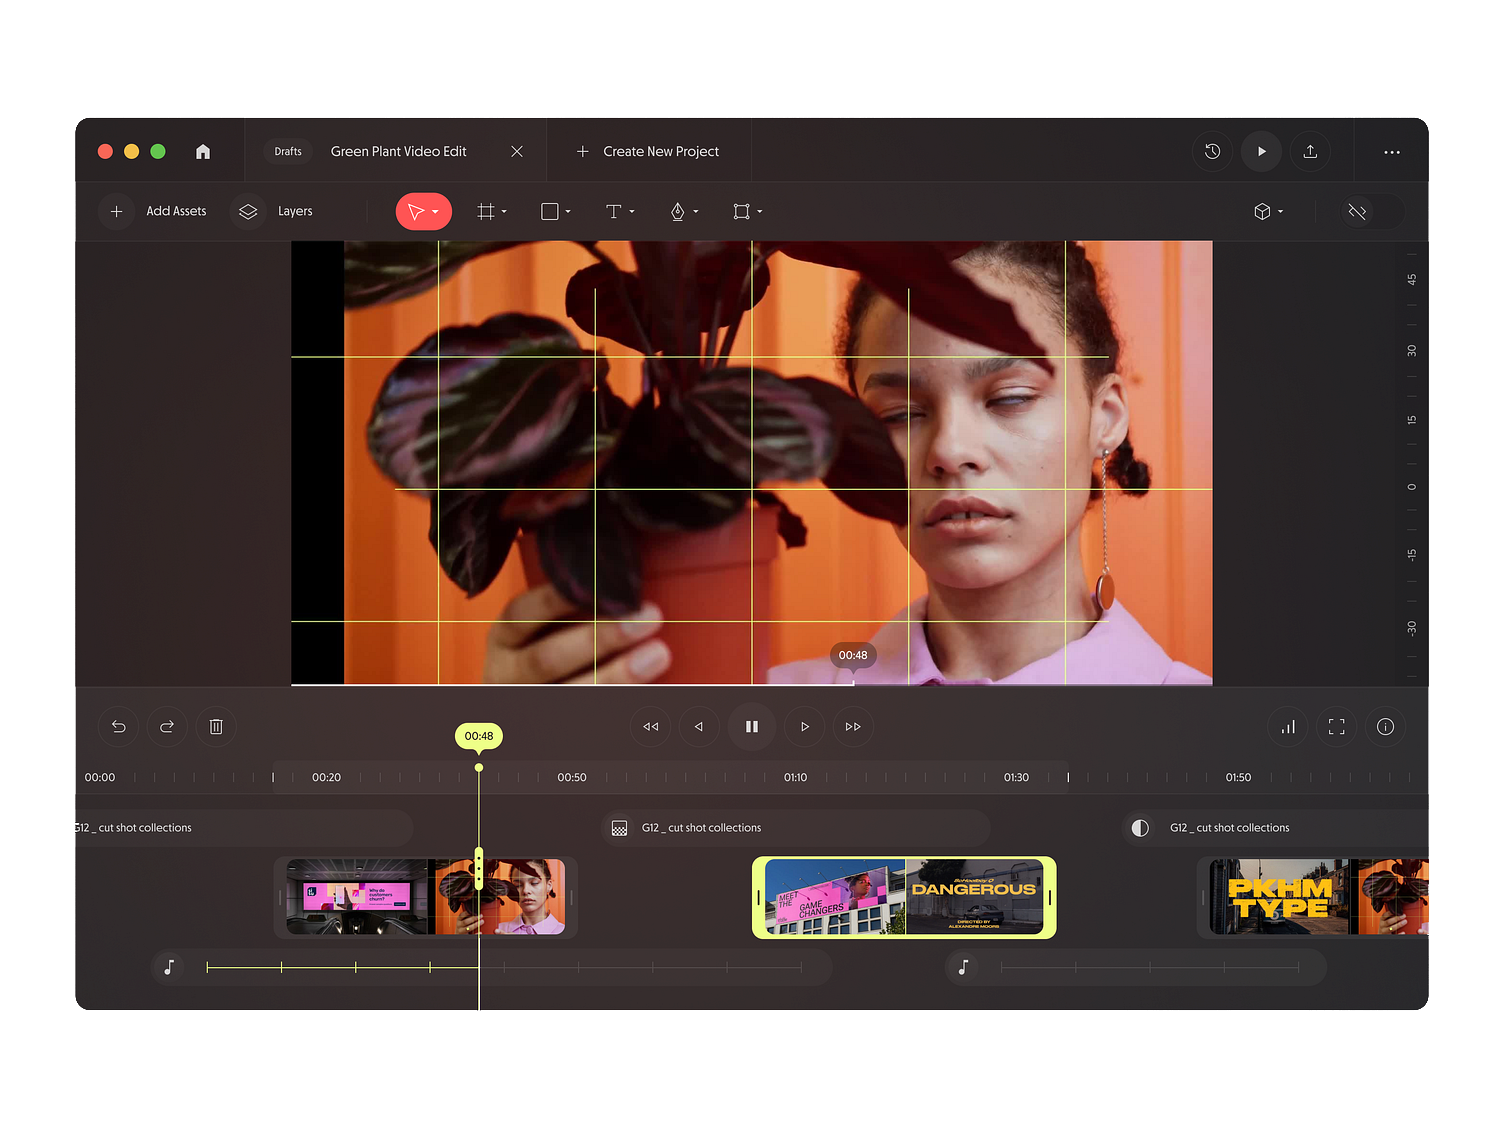 Drafts
Green Plant Video Edit
Create New Project
Add Assets
Layers
45
30
15
0
-15
-30
00:48
00:48
00:00
00:20
00:50
01:10
01:30
01:50
G12 _ cut shot collections
G12 _ cut shot collections
G12 _ cut shot collections
Why do
customers
churn?
MEET
THE
GAME
CHANGERS
DANGEROUS
DIRECTED BY
ALEXANDRE MOORS
PKHM
TYPE